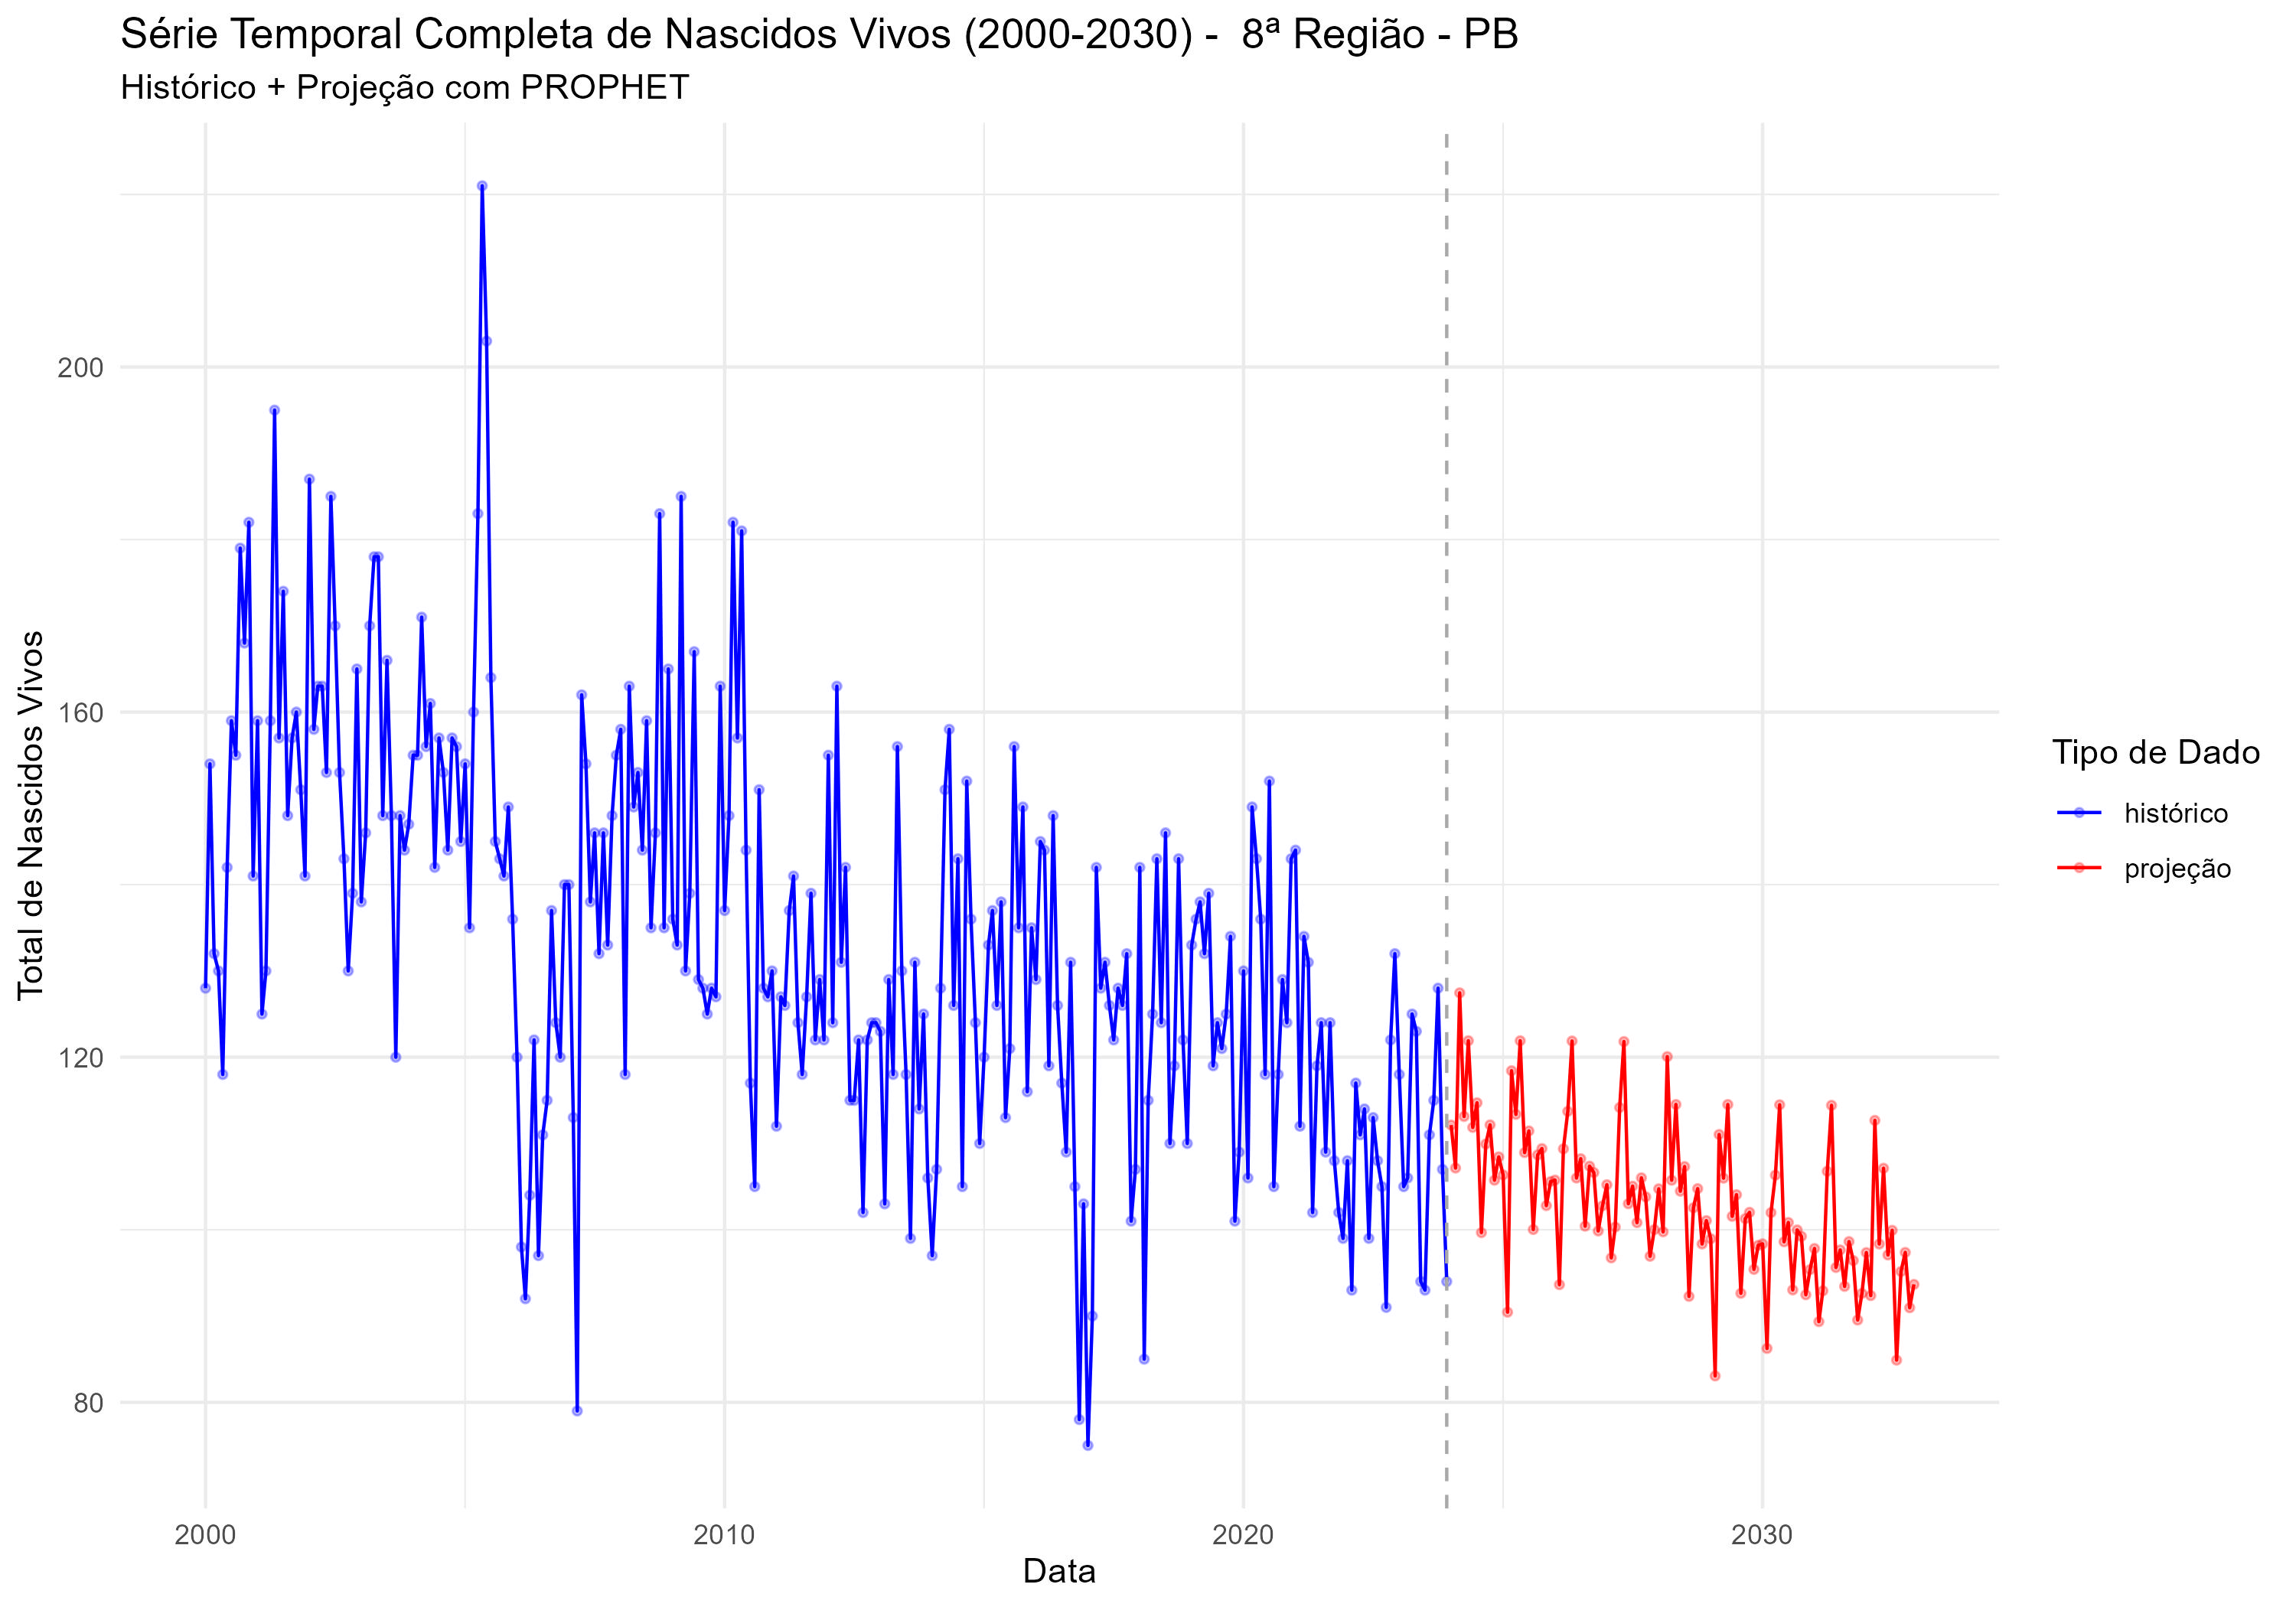 Série Temporal Completa de Nascidos Vivos (2000-2030) -  8ª Região - PB
Histórico + Projeção com PROPHET
Total de Nascidos Vivos
200
160
120
80
2000
2010
2020
2030
Data
Tipo de Dado
histórico
projeção